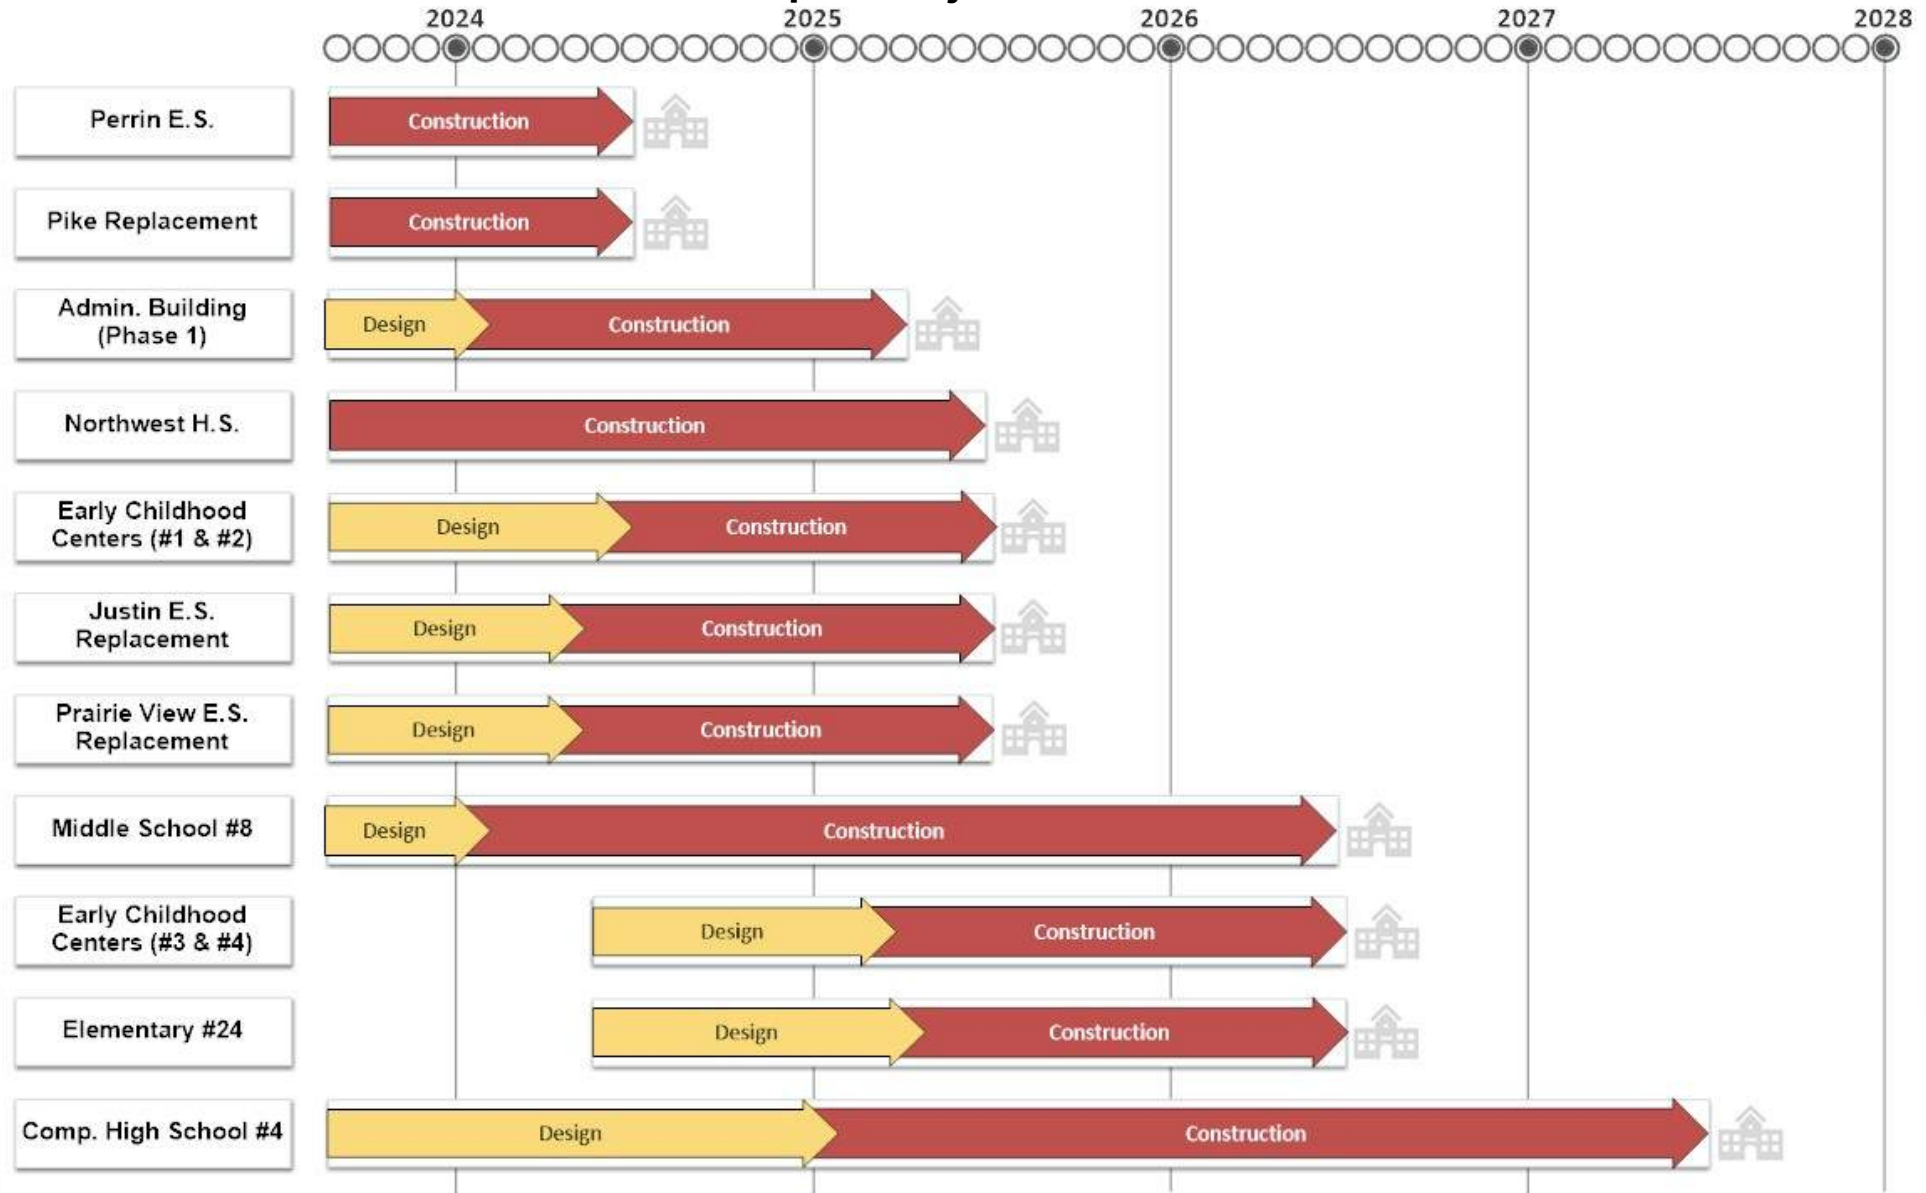 2024 2025 2026 2027 2028
Perrin E.S.
Construction
Pike Replacement
Construction
Admin. Building
(Phase 1)
Design Construction
Northwest H.S.
Construction
Early Childhood
Centers (#1 & #2)
Design Construction
Justin E.S.
Replacement
Design Construction
Prairie View E.S.
Replacement
Design Construction
Middle School #8
Design Construction
Early Childhood
Centers (#3 & #4)
Design Construction
Elementary #24
Design Construction
Comp. High School #4
Design Construction